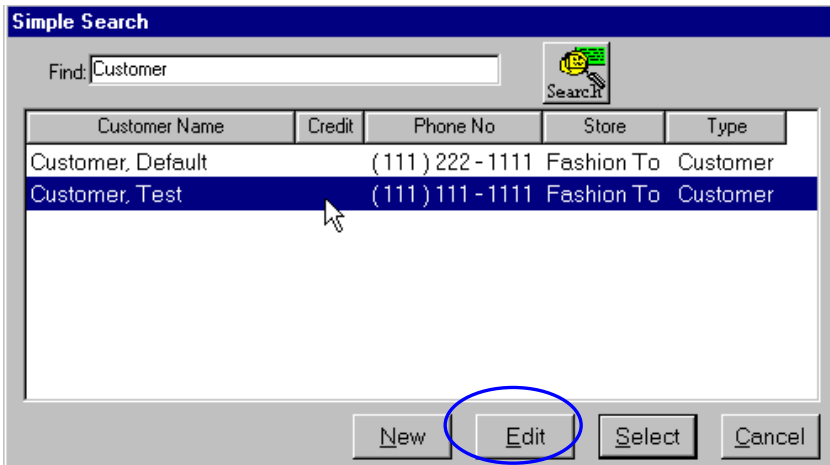 Simple Search
Find: Customer
Search
Customer Name Credit Phone No Store Type
Customer, Default (111) 222-1111 Fashion To Customer
Customer, Test (111) 111-1111 Fashion To Customer
New Edit Select Cancel